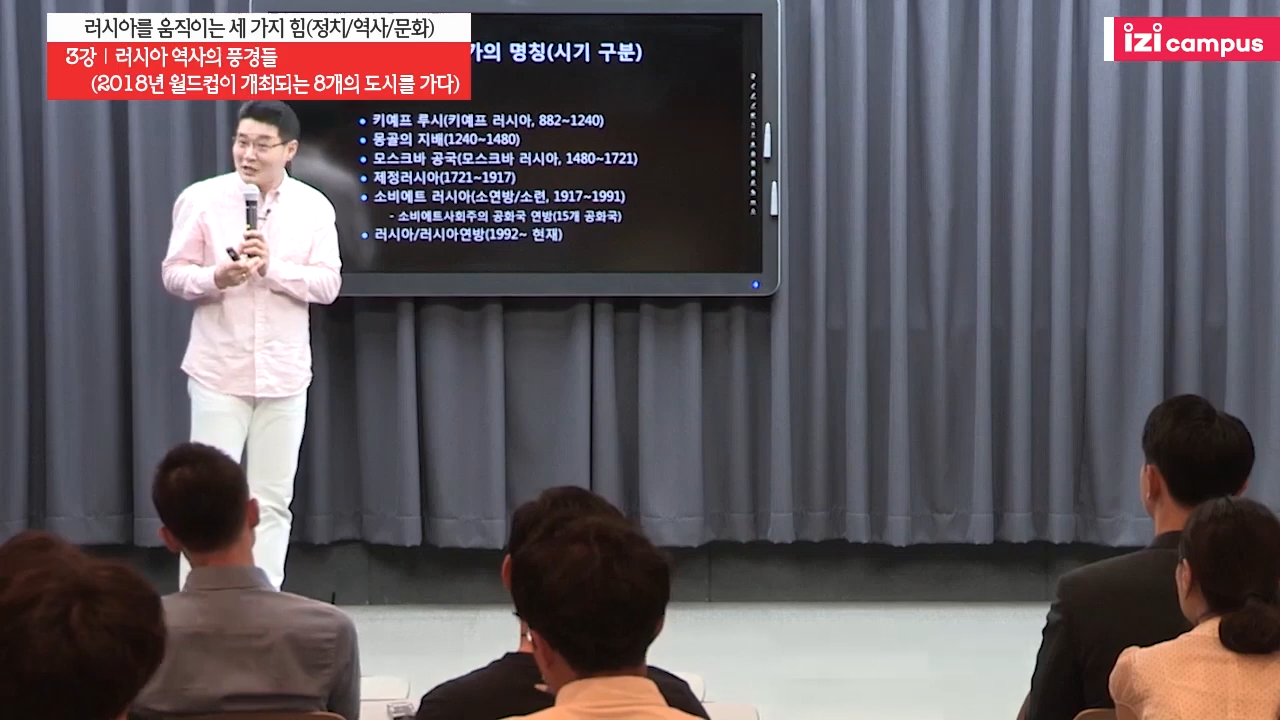 러시아를 움직이는 세 가지 힘(정치/역사/문화)
3강 | 러시아 역사의 풍경들
(2018년 월드컵이 개최되는 8개의 도시를 가다)
izi campus
가의 명칭(시기 구분)
키예프 루시(키예프 러시아, 882~1240)
몽골의 지배(1240~1480)
모스크바 공국(모스크바 러시아, 1480~1721)
제정러시아(1721~1917)
소비에트 러시아(소연방/소련, 1917~1991)
- 소비에트사회주의 공화국 연방(15개 공화국)
러시아/러시아연방(1992~ 현재)